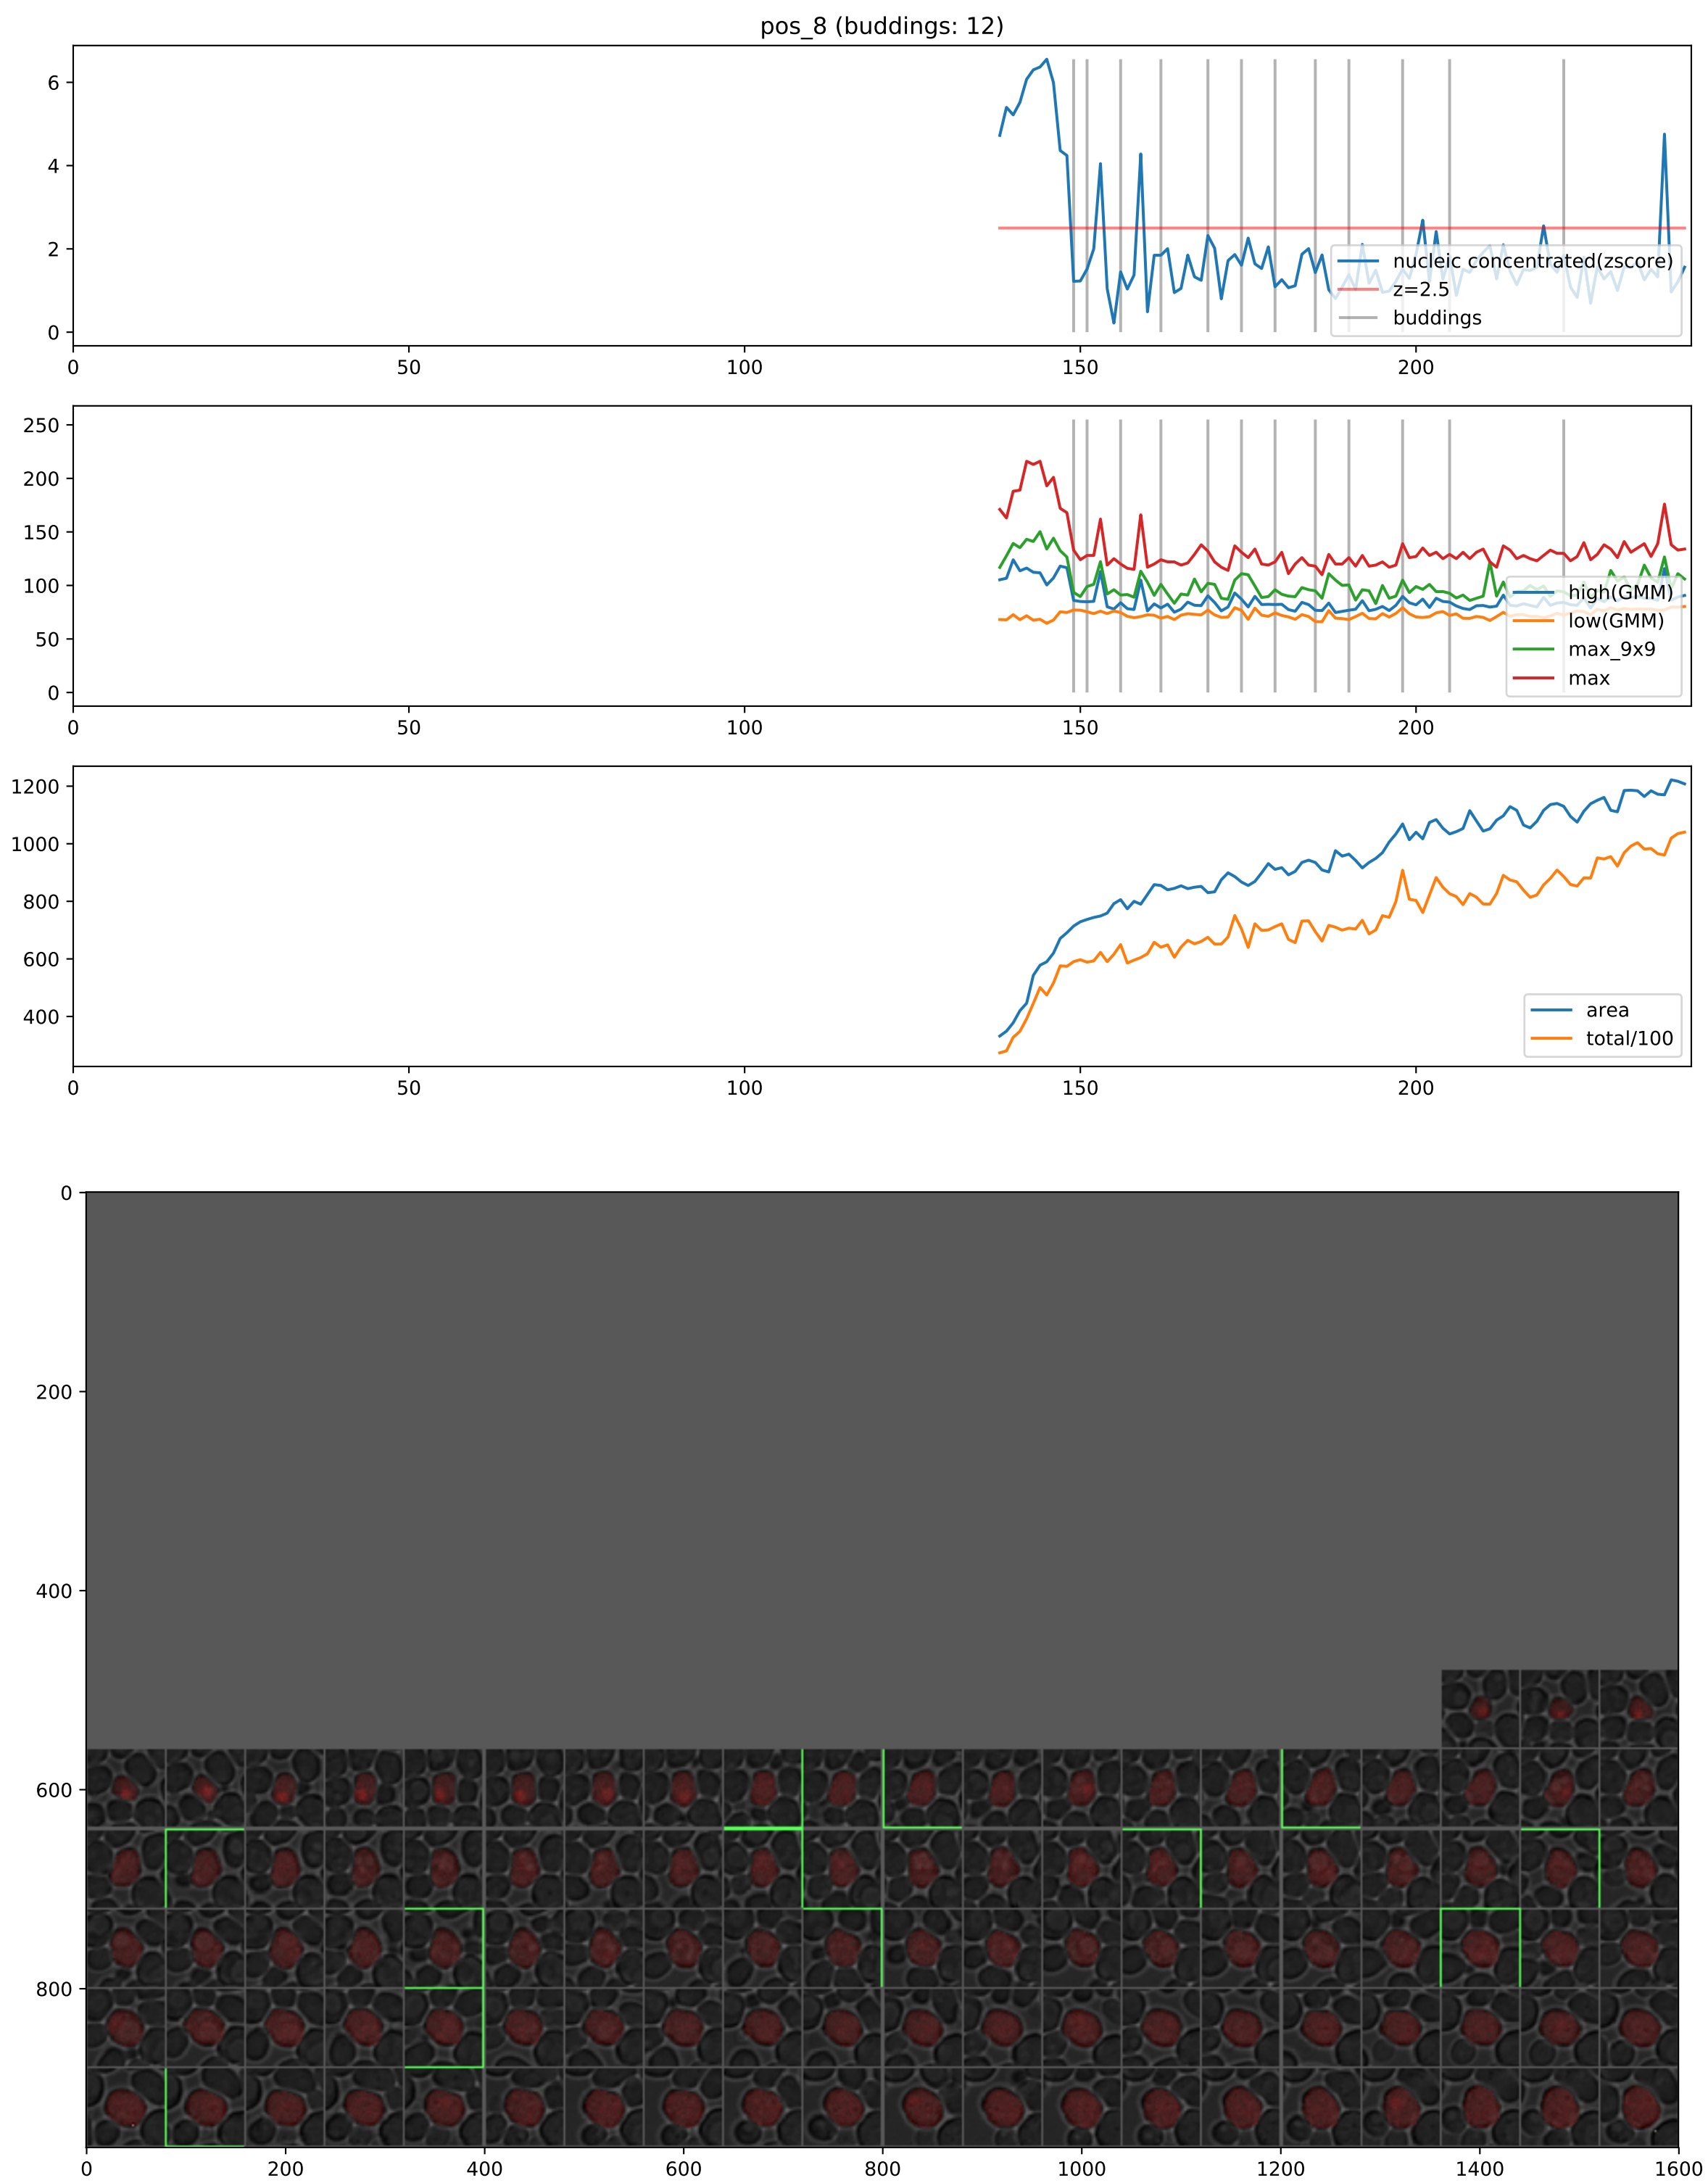 pos_8 (buddings: 12)
6
4
2
0
nucleic concentrated(zscore)
z=2.5
buddings
0 50 100 150 200
250
200
150
100
50
0
high(GMM)
low(GMM)
max_9x9
max
0 50 100 150 200
1200
1000
800
600
400
area
total/100
0 50 100 150 200
0
200
400
600
800
0 200 400 600 800 1000 1200 1400 1600